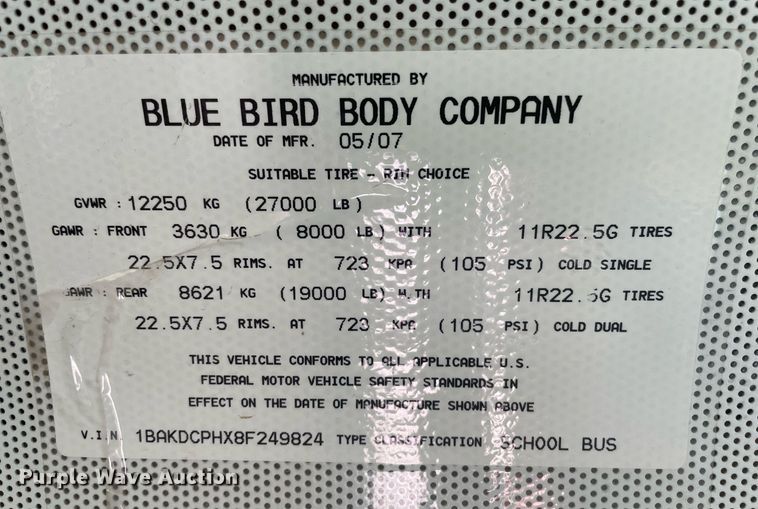 MANUFACTURED BY
BLUE BIRD BODY COMPANY
DATE OF MFR. 05/07
SUITABLE TIRE - RIM CHOICE
GVWR : 12250 KG (27000 LB)
GAWR : FRONT 3630 KG ( 8000 LB) WITH 11R22.5G TIRES
22.5X7.5 RIMS. AT 723 KPA (105 PSI) COLD SINGLE
GAWR : REAR 8621 KG (19000 LB) WITH 11R22.5G TIRES
22.5X7.5 RIMS. AT 723 KPA (105 PSI) COLD DUAL
THIS VEHICLE CONFORMS TO ALL APPLICABLE U.S.
FEDERAL MOTOR VEHICLE SAFETY STANDARDS IN
EFFECT ON THE DATE OF MANUFACTURE SHOWN ABOVE
V.I.N. 1BAKDCPHX8F249824 TYPE CLASSIFICATION SCHOOL BUS
Purple Wave Auction